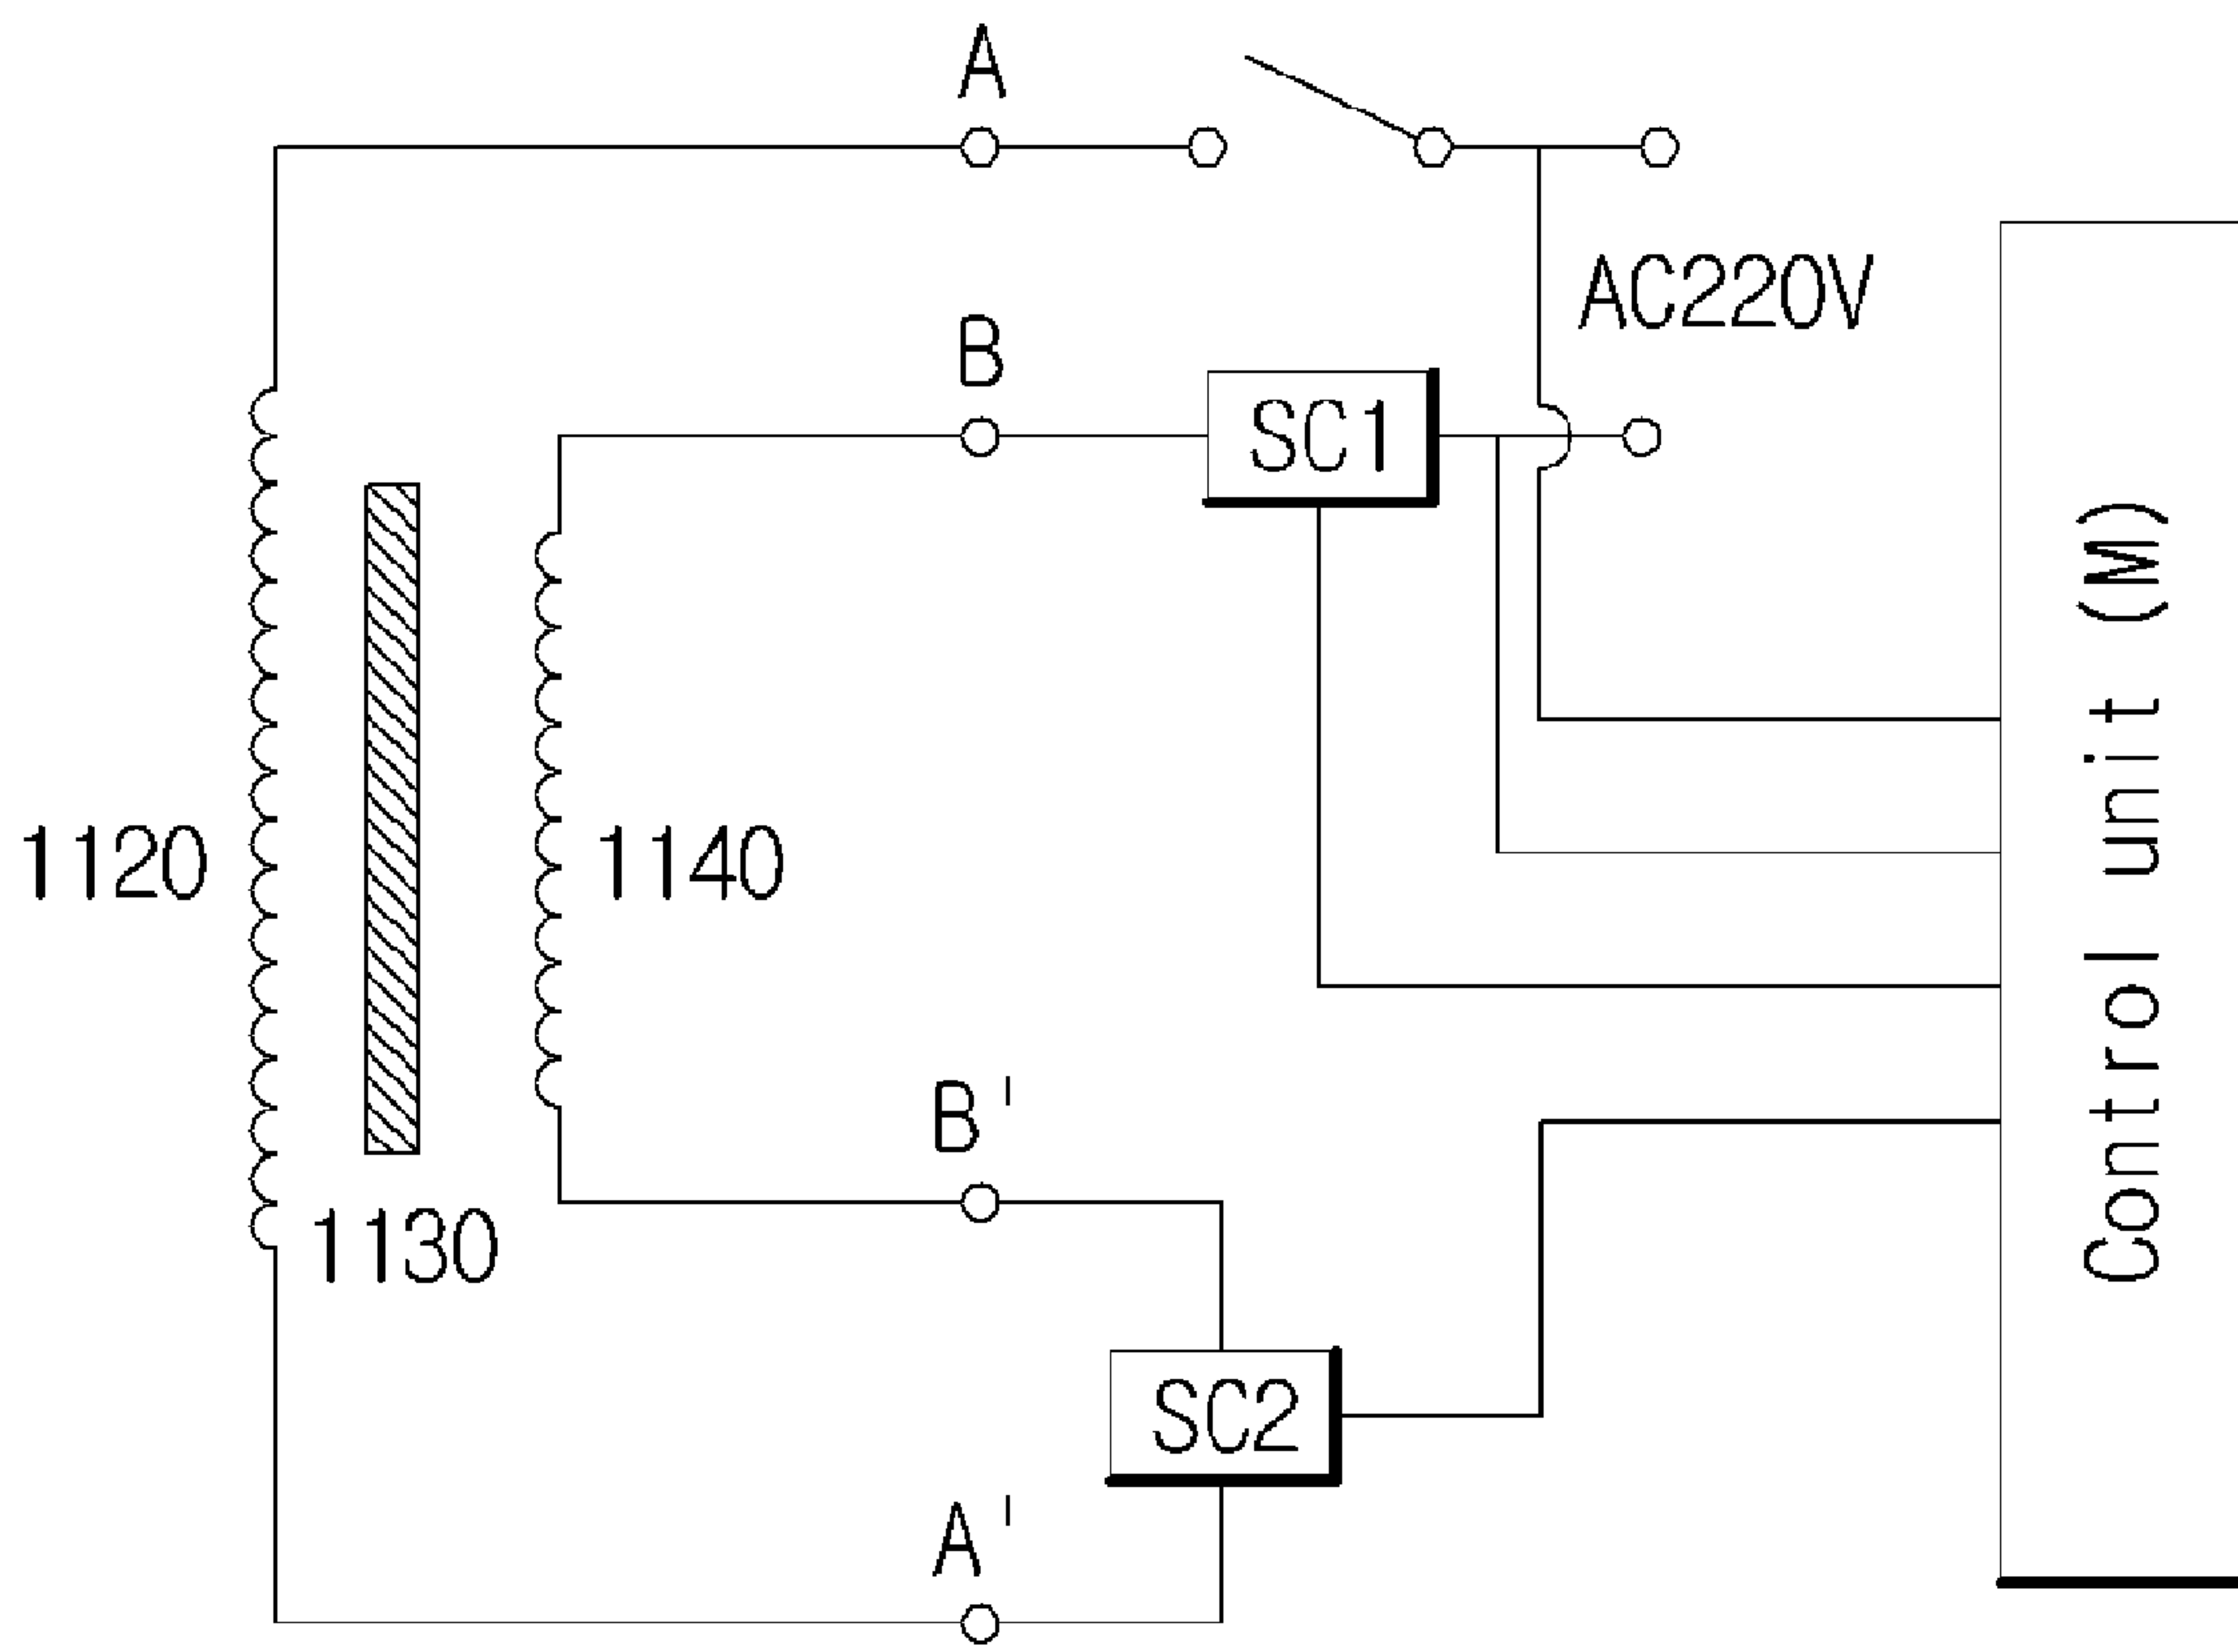 A
AC220V
B
SC1
Control unit (M)
1120
1140
B'
1130
SC2
A'